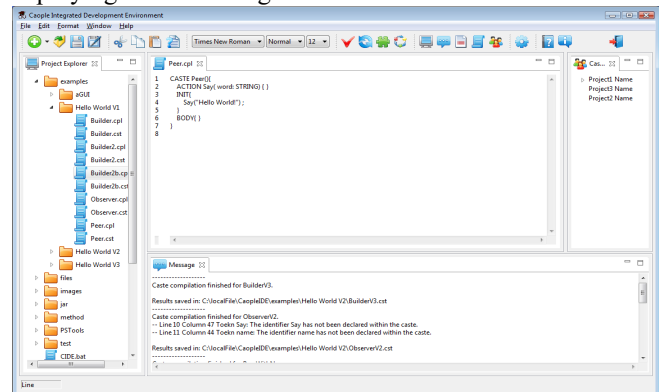 Caople Integrated Development Environment
File Edit Format Window Help
Times New Roman Normal 12
Project Explorer
examples
aGUI
Hello World V1
Builder.cpl
Builder.cst
Builder2.cpl
Builder2.cst
Builder2b.cp
Builder2b.cst
Observer.cpl
Observer.cst
Peer.cpl
Peer.cst
Hello World V2
Hello World V3
files
images
jar
method
PSTools
test
CIDE.bat
Peer.cpl
1 CASTE Peer(){
2 ACTION Say( word: STRING) { }
3 INIT{
4 Say("Hello World!") ;
5 }
6 BODY{ }
7 }
8
Cas...
Project1 Name
Project3 Name
Project2 Name
Message
-------------------
Caste compilation finished for BuilderV3.
Results saved in: C:\localFile\CaopleIDE\examples\Hello World V2\BuilderV3.cst
-------------------
Caste compilation finished for ObserverV2.
-- Line 10 Column 47 Toekn Say: The identifier Say has not been declared within the caste.
-- Line 11 Column 44 Toekn name: The identifier name has not been declared within the caste.
Results saved in: C:\localFile\CaopleIDE\examples\Hello World V2\ObserverV2.cst
-------------------
Line